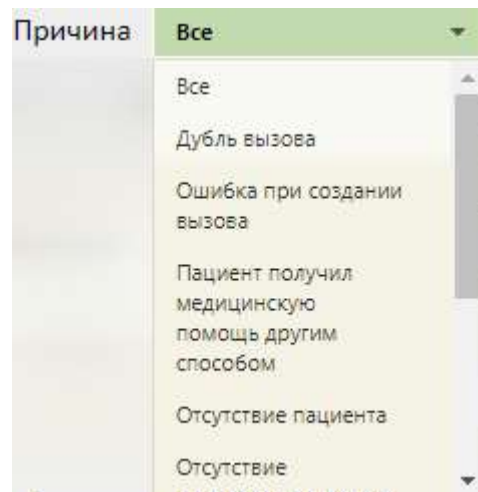 Причина Все
Все
Дубль вызова
Ошибка при создании
вызова
Пациент получил
медицинскую
помощь другим
способом
Отсутствие пациента
Отсутствие